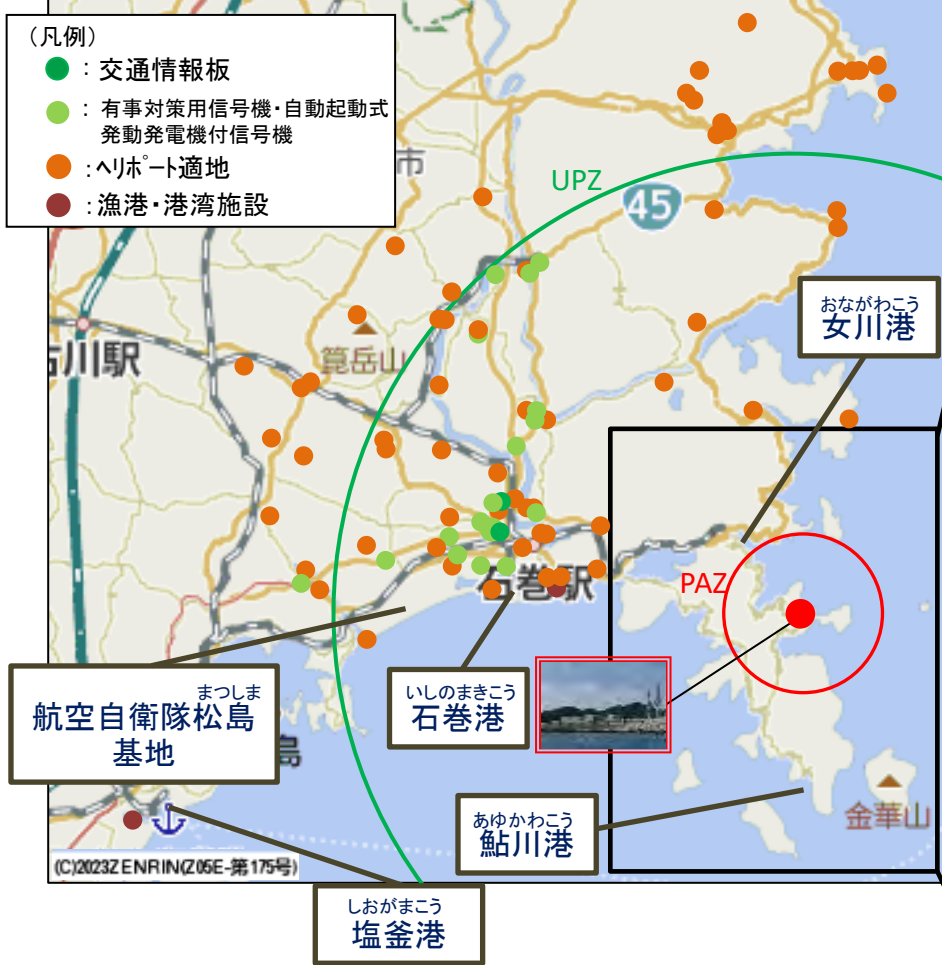 (凡例)
：交通情報板
：有事対策用信号機・自動起動式
発動発電機付信号機
：ヘリポート適地
：漁港・港湾施設
市
UPZ
45
おながわこう
女川港
古川駅
箆岳山
PAZ
石巻駅
まつしま
航空自衛隊松島
基地
いしのまきこう
石巻港
島
あゆかわこう
鮎川港
金華山
(C)2023ZENRIN(Z05E-第175号)
しおがまこう
塩釜港